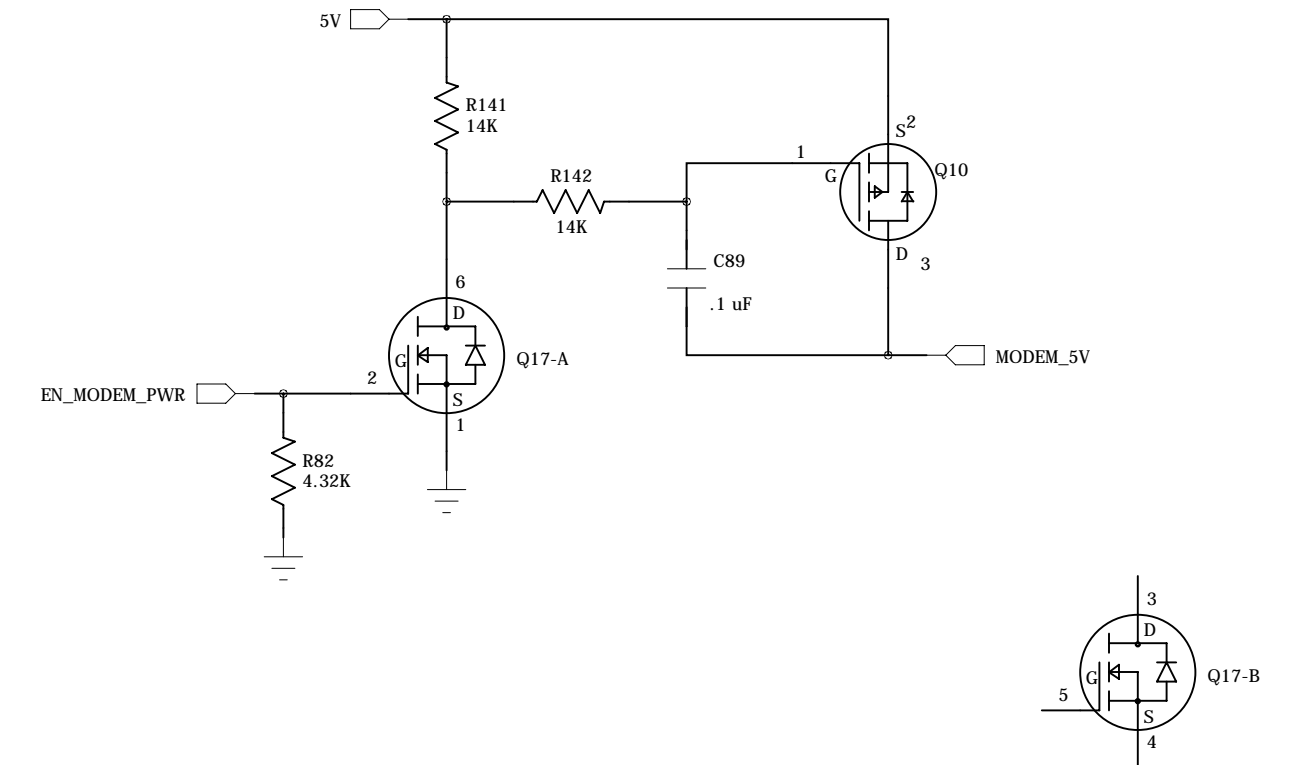 5V
R141
14K
S 2
1
Q10
G
R142
14K
D 3
C89
.1 uF
6
D
MODEM_5V
Q17-A
G
2
EN_MODEM_PWR
S
1
R82
4.32K
3
D
Q17-B
G
5
S
4